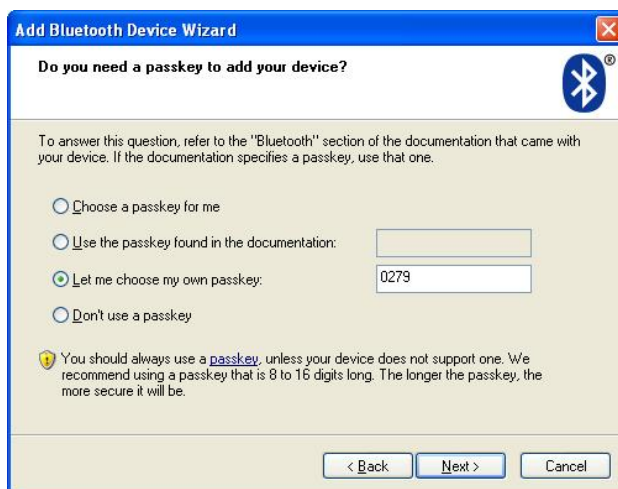 Add Bluetooth Device Wizard
Do you need a passkey to add your device?
®
To answer this question, refer to the "Bluetooth" section of the documentation that came with
your device. If the documentation specifies a passkey, use that one.
Choose a passkey for me
Use the passkey found in the documentation:
Let me choose my own passkey: 0279
Don't use a passkey
You should always use a passkey, unless your device does not support one. We
recommend using a passkey that is 8 to 16 digits long. The longer the passkey, the
more secure it will be.
< Back Next > Cancel